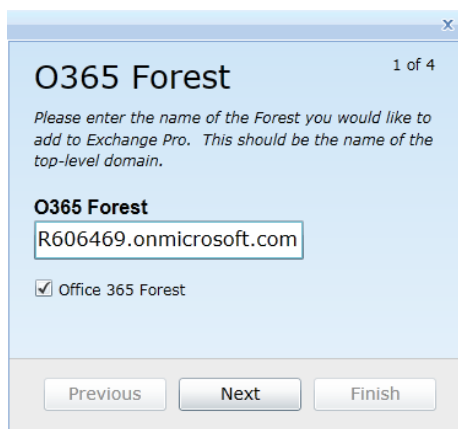 x
O365 Forest
1 of 4
Please enter the name of the Forest you would like to
add to Exchange Pro. This should be the name of the
top-level domain.
O365 Forest
R606469.onmicrosoft.com
Office 365 Forest
Previous
Next
Finish